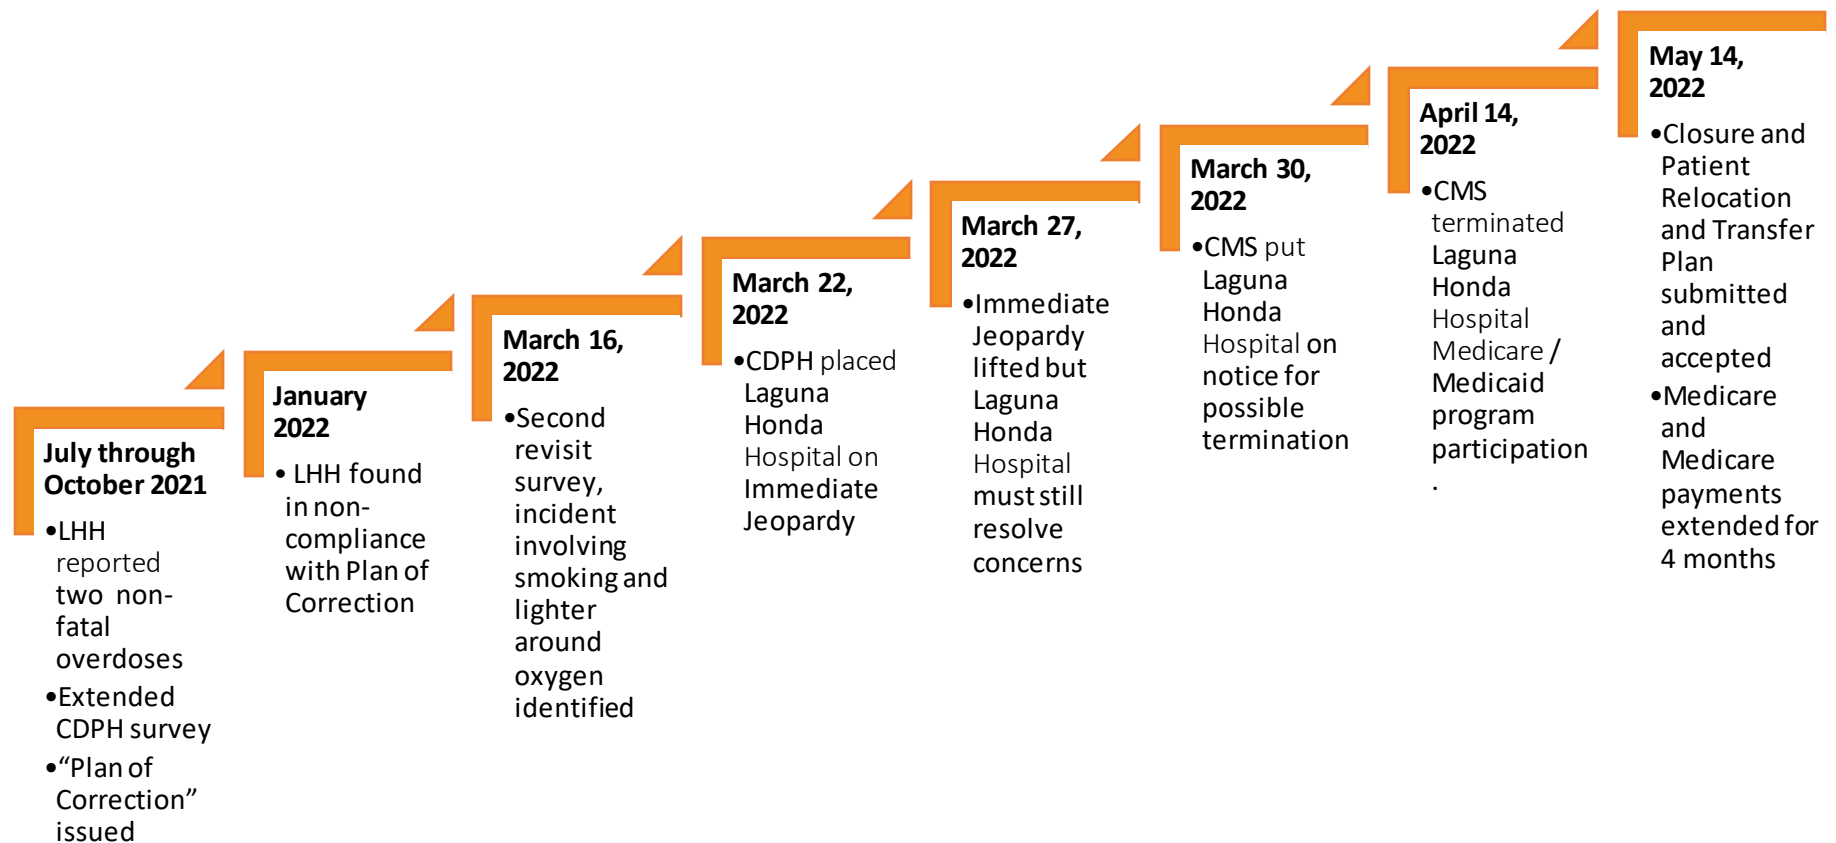 July through
October 2021
•LHH
reported
two non-
fatal
overdoses
•Extended
CDPH survey
•“Plan of
Correction”
issued
January
2022
• LHH found
in non-
compliance
with Plan of
Correction
March 16,
2022
•Second
revisit
survey,
incident
involving
smoking and
lighter
around
oxygen
identified
March 22,
2022
•CDPH placed
Laguna
Honda
Hospital on
Immediate
Jeopardy
March 27,
2022
•Immediate
Jeopardy
lifted but
Laguna
Honda
Hospital
must still
resolve
concerns
March 30,
2022
•CMS put
Laguna
Honda
Hospital on
notice for
possible
termination
April 14,
2022
•CMS
terminated
Laguna
Honda
Hospital
Medicare /
Medicaid
program
participation
.
May 14,
2022
•Closure and
Patient
Relocation
and Transfer
Plan
submitted
and
accepted
•Medicare
and
Medicare
payments
extended for
4 months